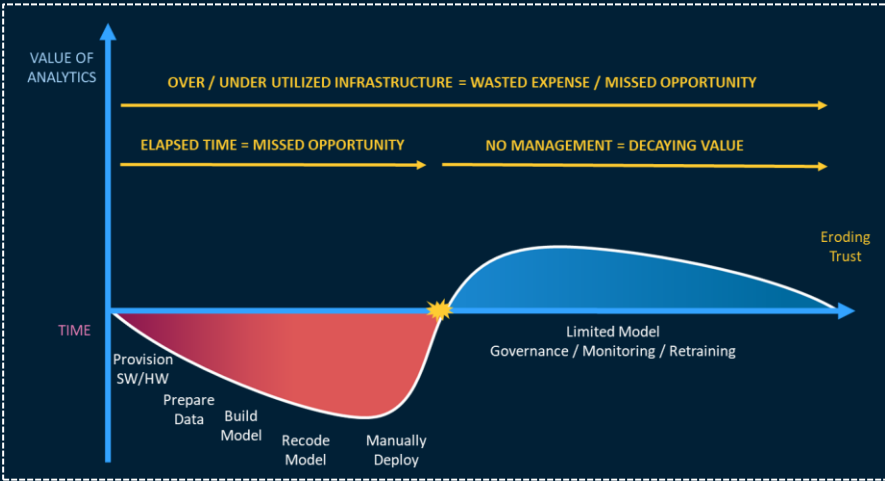 VALUE OF
ANALYTICS
OVER / UNDER UTILIZED INFRASTRUCTURE = WASTED EXPENSE / MISSED OPPORTUNITY
ELAPSED TIME = MISSED OPPORTUNITY
NO MANAGEMENT = DECAYING VALUE
Eroding
Trust
TIME
Limited Model
Governance / Monitoring / Retraining
Provision
SW/HW
Prepare
Data
Build
Model
Recode
Model
Manually
Deploy